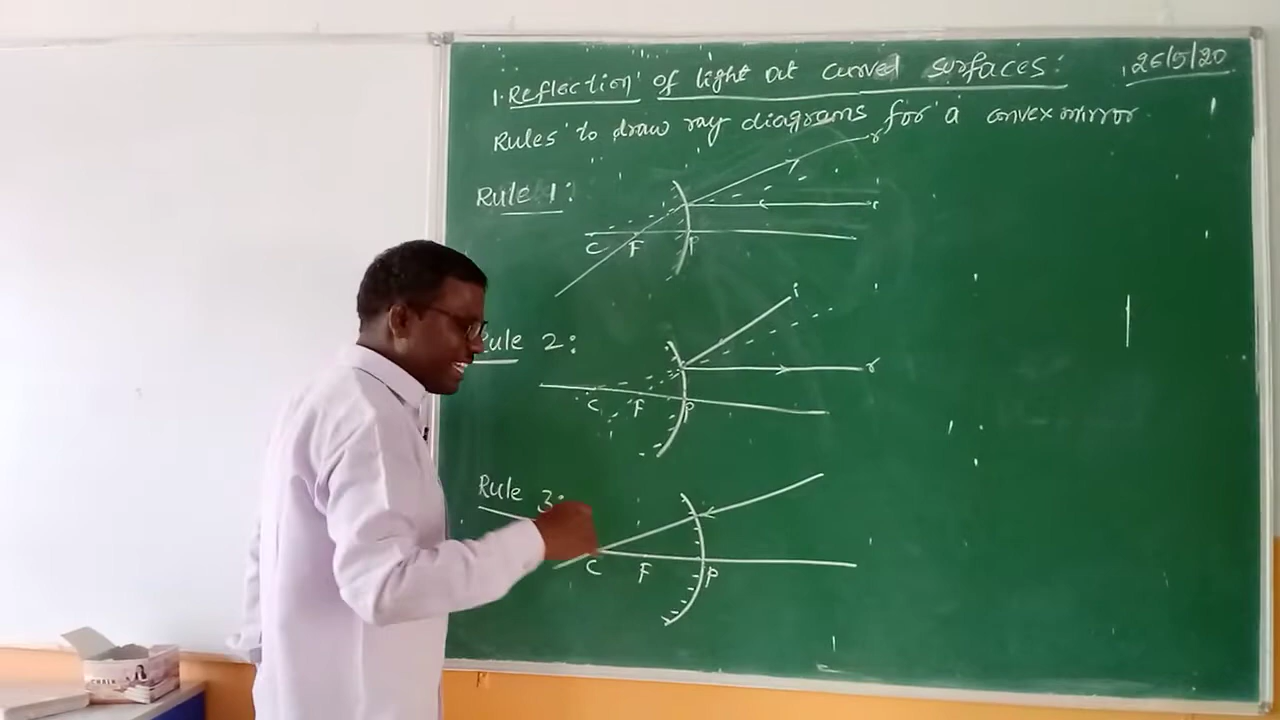 1. Reflection of light at curved surfaces: 26/5/20
Rules to draw ray diagrams for a convex mirror
Rule 1:
r
C F P
Rule 2:
i
r
C F P
Rule 3:
C F P
CHALK